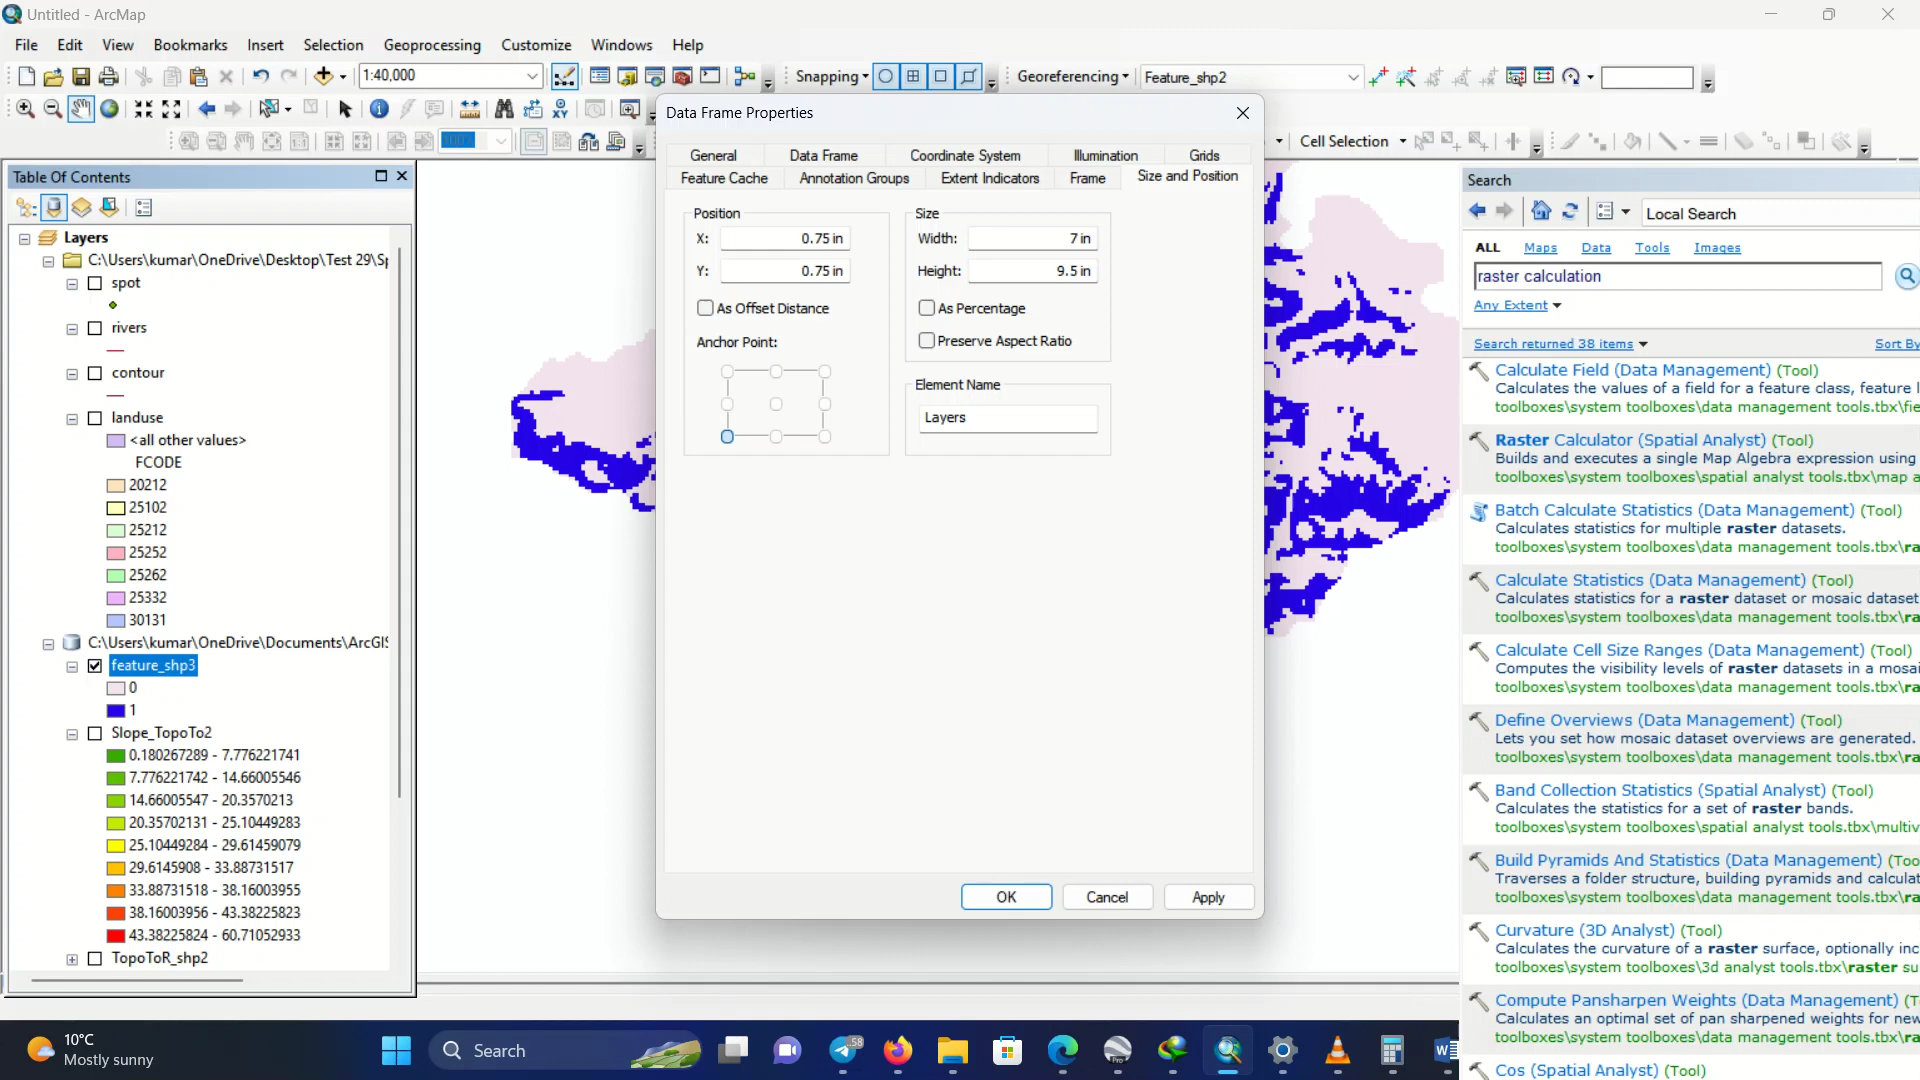 Untitled - ArcMap
File Edit View Bookmarks Insert Selection Geoprocessing Customize Windows Help
1:40,000
Snapping
Georeferencing
Feature_shp2
Cell Selection
Table Of Contents
Layers
C:\Users\kumar\OneDrive\Desktop\Test 29\Sp
spot
rivers
contour
landuse
<all other values>
FCODE
20212
25102
25212
25252
25262
25332
30131
C:\Users\kumar\OneDrive\Documents\ArcGIS
feature_shp3
0
1
Slope_TopoTo2
0.180267289 - 7.776221741
7.776221742 - 14.66005546
14.66005547 - 20.3570213
20.35702131 - 25.10449283
25.10449284 - 29.61459079
29.6145908 - 33.88731517
33.88731518 - 38.16003955
38.16003956 - 43.38225823
43.38225824 - 60.71052933
TopoToR_shp2
Data Frame Properties
General Data Frame Coordinate System Illumination Grids
Feature Cache Annotation Groups Extent Indicators Frame Size and Position
Position
X: 0.75 in
Y: 0.75 in
As Offset Distance
Anchor Point:
Size
Width: 7 in
Height: 9.5 in
As Percentage
Preserve Aspect Ratio
Element Name
Layers
OK Cancel Apply
Search
Local Search
ALL Maps Data Tools Images
raster calculation
Any Extent
Search returned 38 items Sort By
Calculate Field (Data Management) (Tool)
Calculates the values of a field for a feature class, feature l
toolboxes\system toolboxes\data management tools.tbx\fie
Raster Calculator (Spatial Analyst) (Tool)
Builds and executes a single Map Algebra expression using
toolboxes\system toolboxes\spatial analyst tools.tbx\map a
Batch Calculate Statistics (Data Management) (Tool)
Calculates statistics for multiple raster datasets.
toolboxes\system toolboxes\data management tools.tbx\ra
Calculate Statistics (Data Management) (Tool)
Calculates statistics for a raster dataset or mosaic dataset
toolboxes\system toolboxes\data management tools.tbx\ra
Calculate Cell Size Ranges (Data Management) (Tool)
Computes the visibility levels of raster datasets in a mosai
toolboxes\system toolboxes\data management tools.tbx\ra
Define Overviews (Data Management) (Tool)
Lets you set how mosaic dataset overviews are generated.
toolboxes\system toolboxes\data management tools.tbx\ra
Band Collection Statistics (Spatial Analyst) (Tool)
Calculates the statistics for a set of raster bands.
toolboxes\system toolboxes\spatial analyst tools.tbx\multiv
Build Pyramids And Statistics (Data Management) (Too
Traverses a folder structure, building pyramids and calculat
toolboxes\system toolboxes\data management tools.tbx\ra
Curvature (3D Analyst) (Tool)
Calculates the curvature of a raster surface, optionally inc
toolboxes\system toolboxes\3d analyst tools.tbx\raster su
Compute Pansharpen Weights (Data Management) (T
Calculates an optimal set of pan sharpened weights for new
toolboxes\system toolboxes\data management tools.tbx\ra
Cos (Spatial Analyst) (Tool)
10°C
Mostly sunny
Search
58
Pro